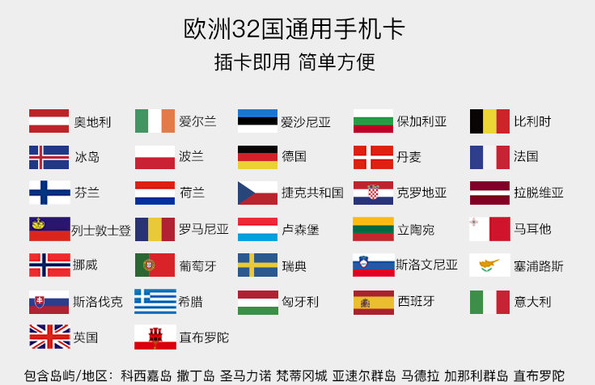 欧洲32国通用手机卡
插卡即用 简单方便
奥地利 爱尔兰 爱沙尼亚 保加利亚 比利时
冰岛 波兰 德国 丹麦 法国
芬兰 荷兰 捷克共和国 克罗地亚 拉脱维亚
列士敦士登 罗马尼亚 卢森堡 立陶宛 马耳他
挪威 葡萄牙 瑞典 斯洛文尼亚 塞浦路斯
斯洛伐克 希腊 匈牙利 西班牙 意大利
英国 直布罗陀
包含岛屿/地区：科西嘉岛 撒丁岛 圣马力诺 梵蒂冈城 亚速尔群岛 马德拉 加那利群岛 直布罗陀